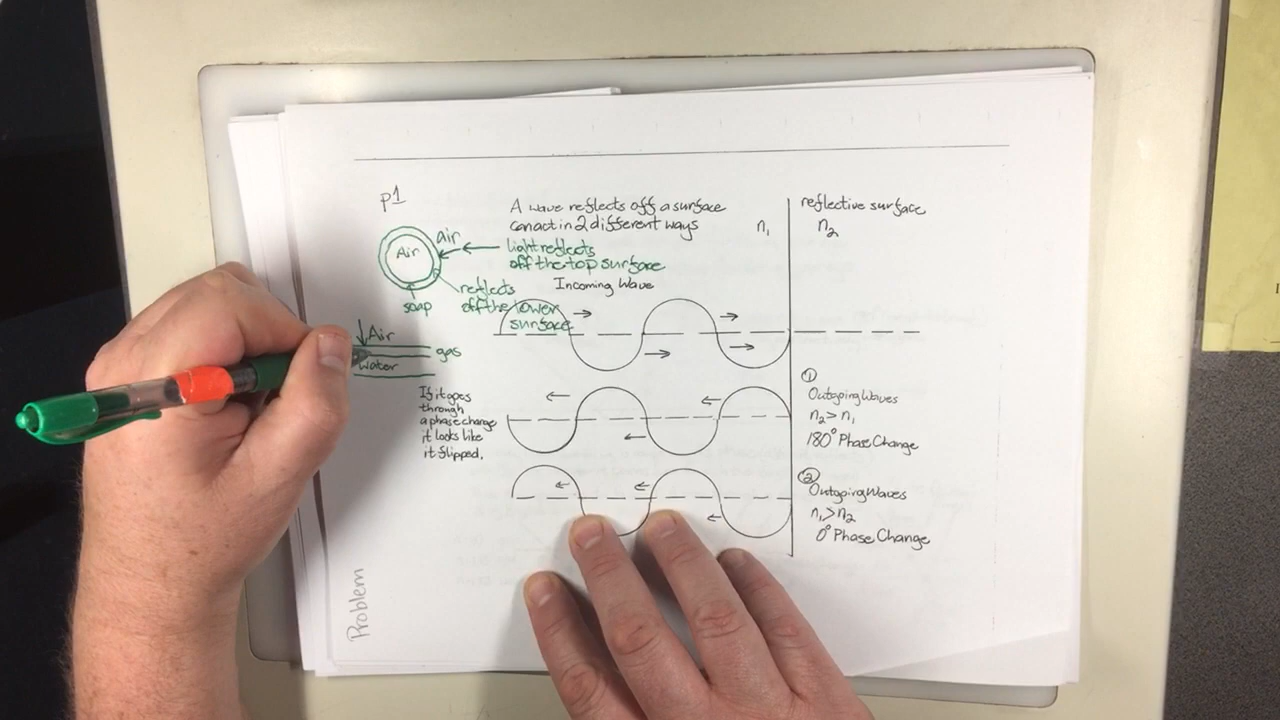 p1
A wave reflects off a surface
can act in 2 different ways
n₁
reflective surface
n₂
Air
air
light reflects
off the top surface
soap
reflects
off the lower
surface
Incoming Wave
Air
gas
water
If it goes
through
a phase change
it looks like
it flipped.
①
Outgoing Waves
n₂>n₁
180° Phase Change
②
Outgoing Waves
n₁>n₂
0° Phase Change
Problem